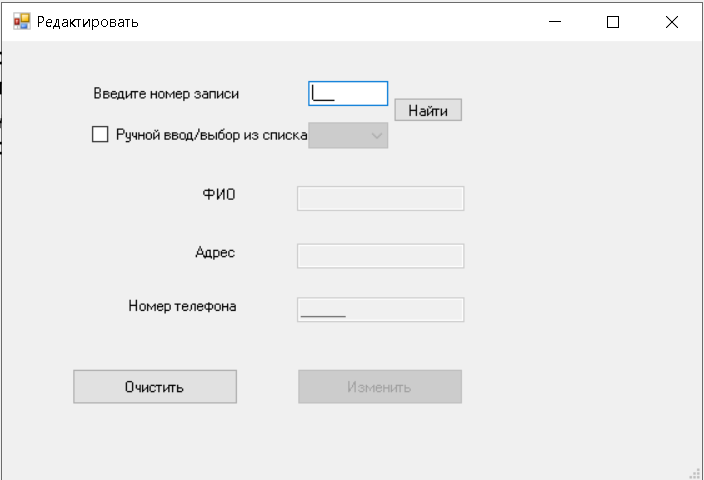 Редактировать
Введите номер записи
Найти
Ручной ввод/выбор из списка
ФИО
Адрес
Номер телефона
Очистить
Изменить